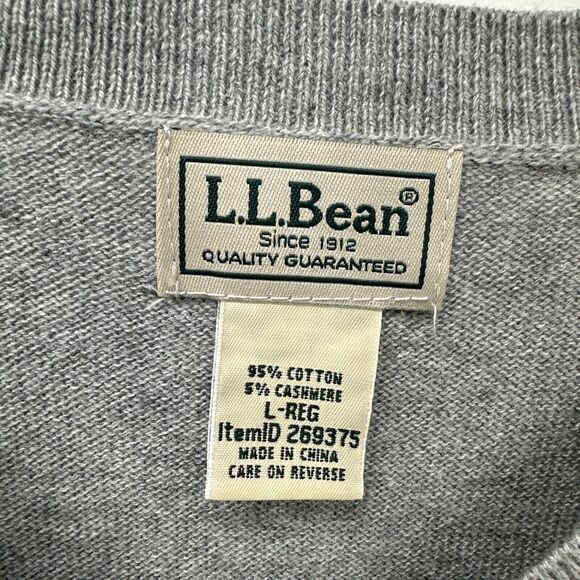 L.L.Bean®
Since 1912
QUALITY GUARANTEED
95% COTTON
5% CASHMERE
L-REG
ItemID 269375
MADE IN CHINA
CARE ON REVERSE